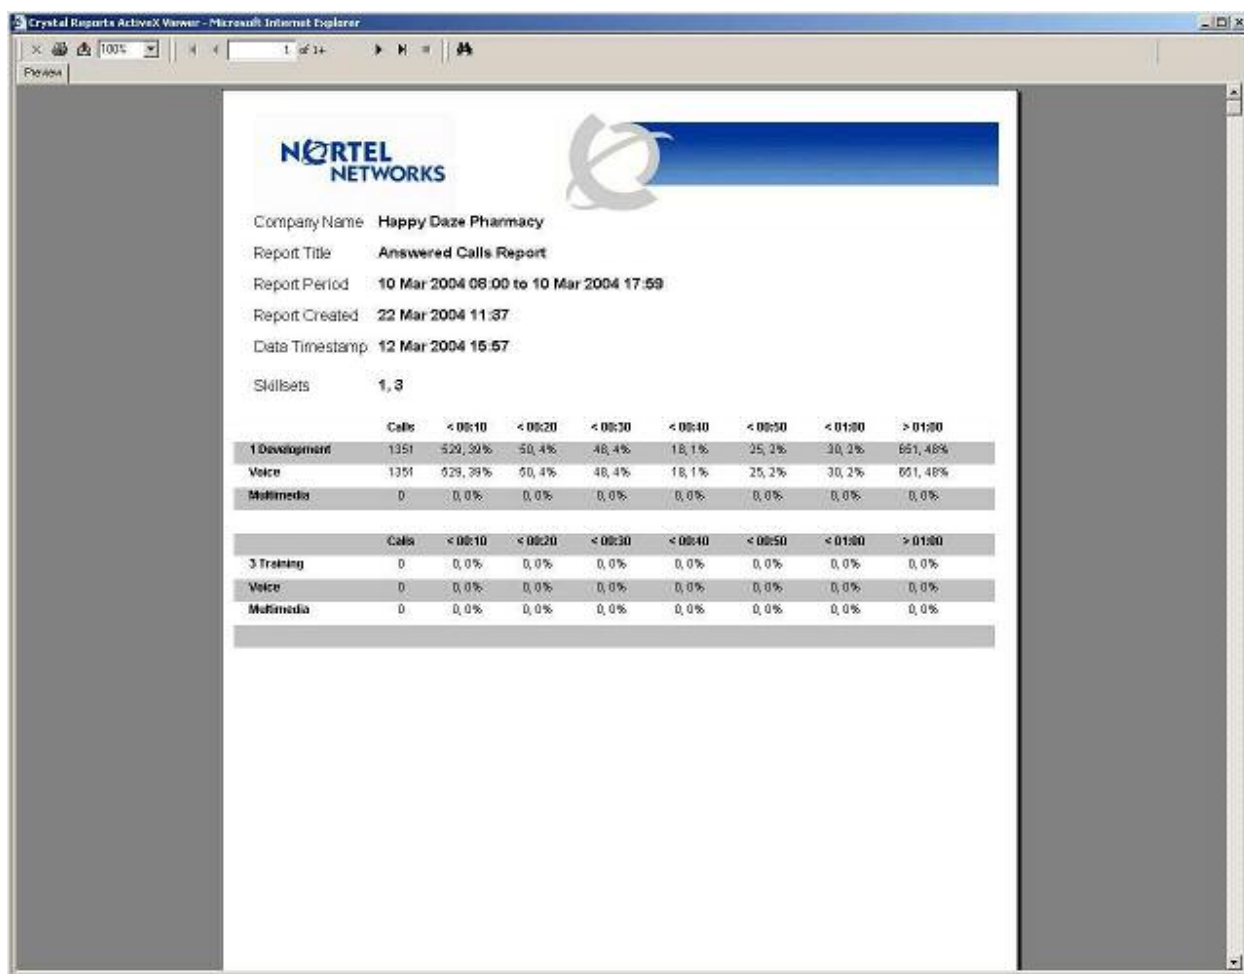 Crystal Reports ActiveX Viewer - Microsoft Internet Explorer
100% 1 of 1+
Preview
NORTEL
NETWORKS
Company Name Happy Daze Pharmacy
Report Title Answered Calls Report
Report Period 10 Mar 2004 08:00 to 10 Mar 2004 17:59
Report Created 22 Mar 2004 11:37
Data Timestamp 12 Mar 2004 15:57
Skillsets 1, 3
Calls < 00:10 < 00:20 < 00:30 < 00:40 < 00:50 < 01:00 > 01:00
1 Development 1351 529, 39% 50, 4% 48, 4% 18, 1% 25, 2% 30, 2% 651, 48%
Voice 1351 529, 39% 50, 4% 48, 4% 18, 1% 25, 2% 30, 2% 651, 48%
Multimedia 0 0, 0% 0, 0% 0, 0% 0, 0% 0, 0% 0, 0% 0, 0%
Calls < 00:10 < 00:20 < 00:30 < 00:40 < 00:50 < 01:00 > 01:00
3 Training 0 0, 0% 0, 0% 0, 0% 0, 0% 0, 0% 0, 0% 0, 0%
Voice 0 0, 0% 0, 0% 0, 0% 0, 0% 0, 0% 0, 0% 0, 0%
Multimedia 0 0, 0% 0, 0% 0, 0% 0, 0% 0, 0% 0, 0% 0, 0%